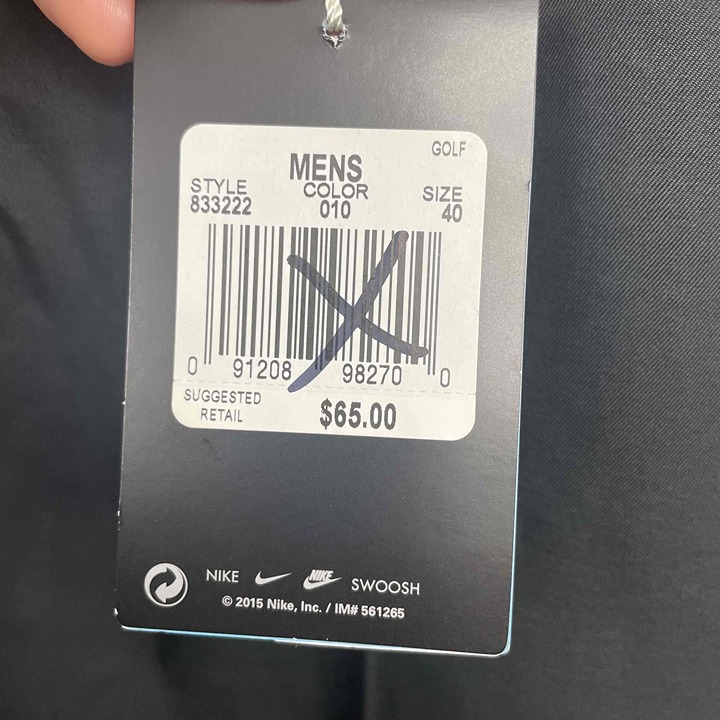 GOLF
MENS
STYLE COLOR SIZE
833222 010 40
0 91208 98270 0
SUGGESTED RETAIL $65.00
NIKE NIKE SWOOSH
© 2015 Nike, Inc. / IM# 561265